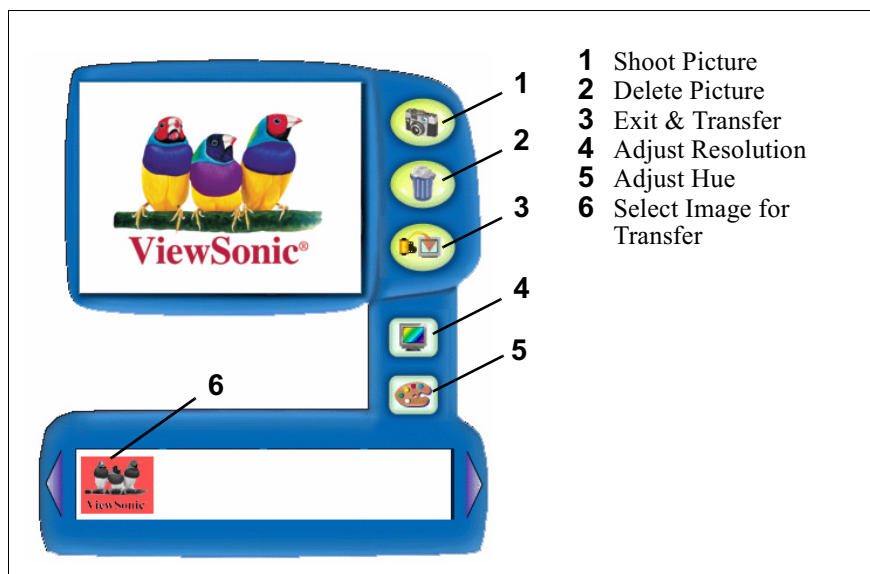 ViewSonic®
1
2
3
4
5
6
ViewSonic
1 Shoot Picture
2 Delete Picture
3 Exit & Transfer
4 Adjust Resolution
5 Adjust Hue
6 Select Image for
Transfer